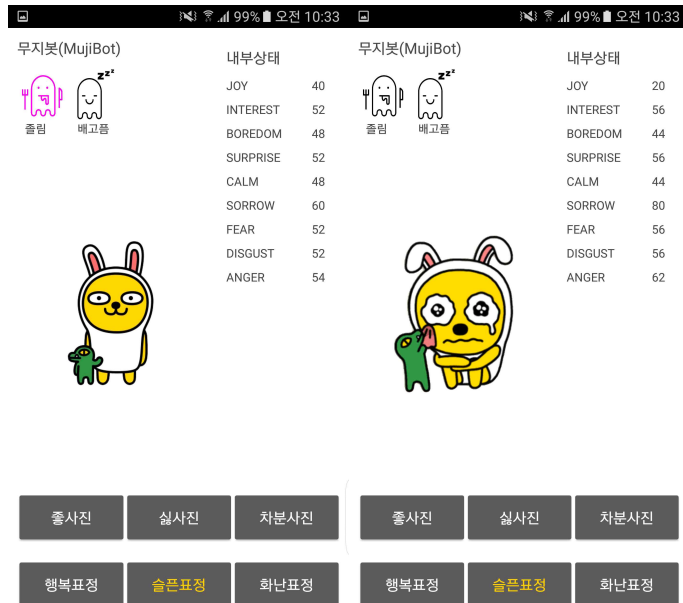 99% 오전 10:33
무지봇(MujiBot)
zzz
졸림 배고픔
내부상태
JOY 40
INTEREST 52
BOREDOM 48
SURPRISE 52
CALM 48
SORROW 60
FEAR 52
DISGUST 52
ANGER 54
좋사진 싫사진 차분사진
행복표정 슬픈표정 화난표정
99% 오전 10:33
무지봇(MujiBot)
zzz
졸림 배고픔
내부상태
JOY 20
INTEREST 56
BOREDOM 44
SURPRISE 56
CALM 44
SORROW 80
FEAR 56
DISGUST 56
ANGER 62
좋사진 싫사진 차분사진
행복표정 슬픈표정 화난표정